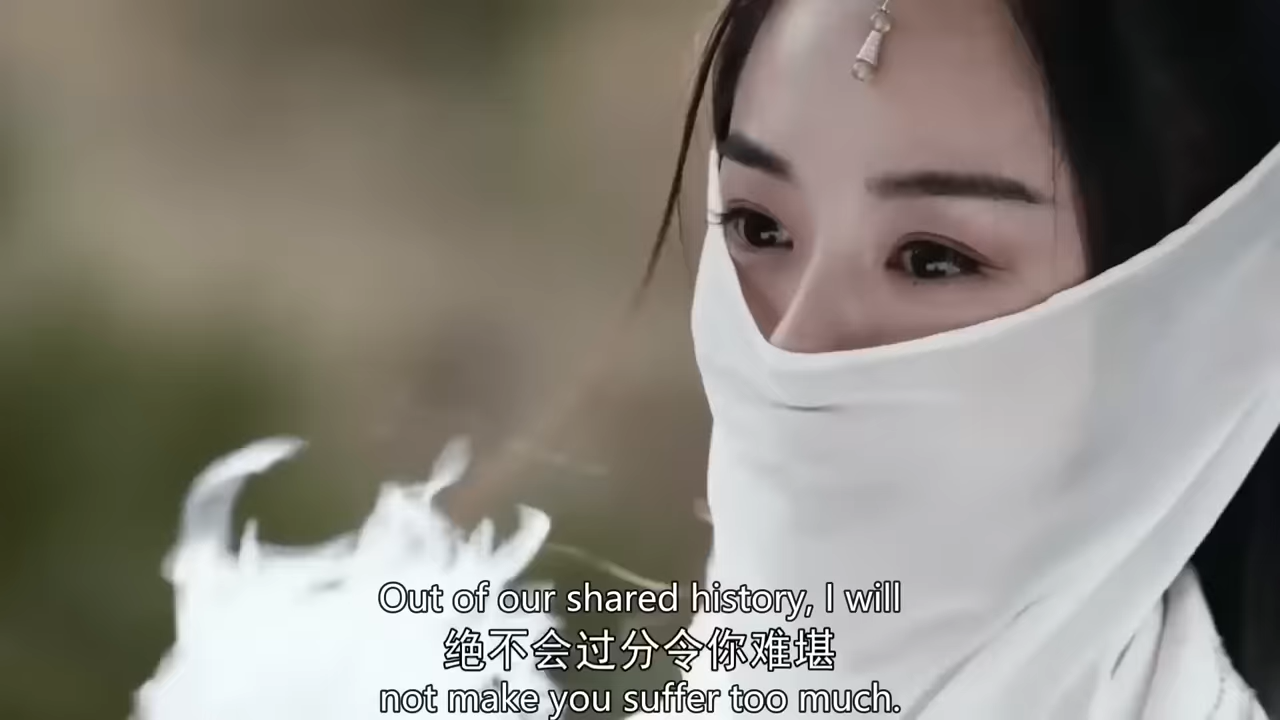 Out of our shared history, I will
绝不会过分令你难堪
not make you suffer too much.